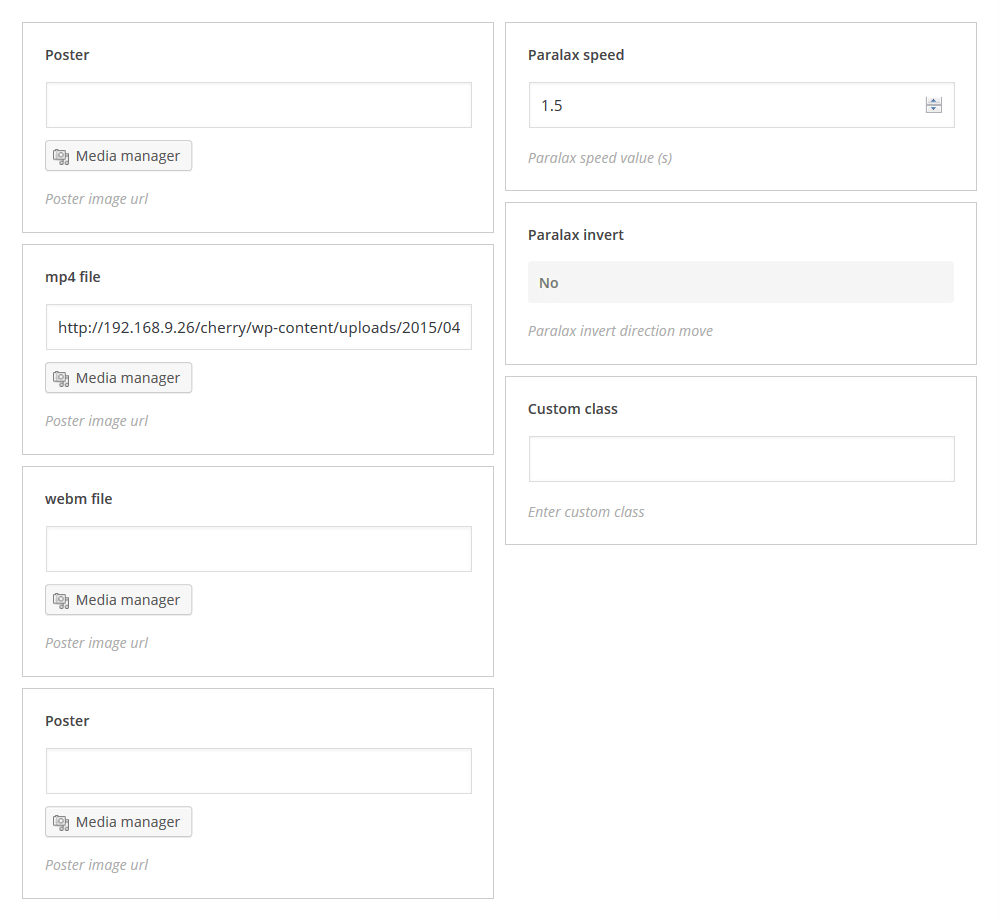 Poster
Media manager
Poster image url
mp4 file
http://192.168.9.26/cherry/wp-content/uploads/2015/04
Media manager
Poster image url
webm file
Media manager
Poster image url
Poster
Media manager
Poster image url
Paralax speed
1.5
Paralax speed value (s)
Paralax invert
No
Paralax invert direction move
Custom class
Enter custom class